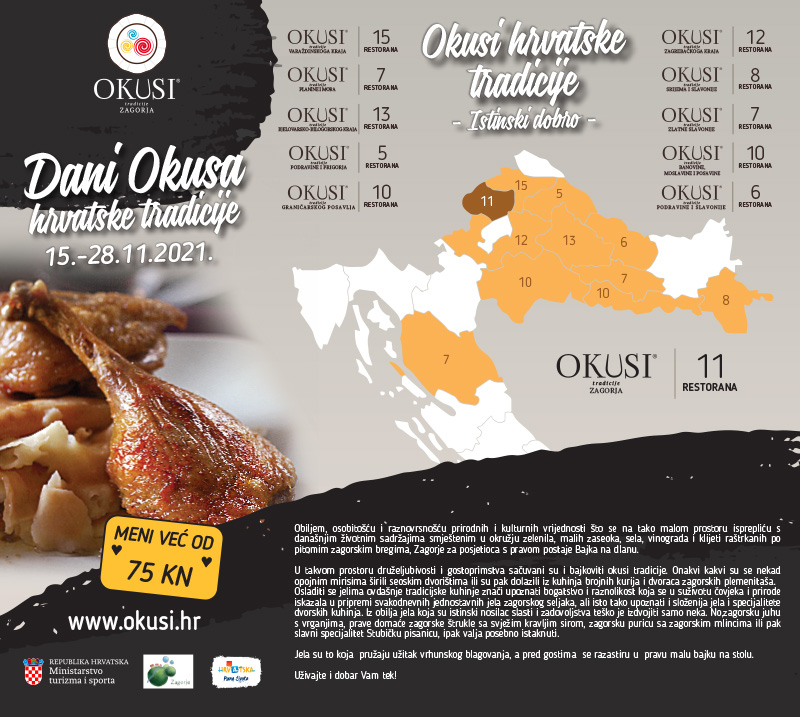 OKUSI®
tradicije
ZAGORJA
Dani Okusa
hrvatske tradicije
15.-28.11.2021.
MENI VEĆ OD
75 KN
www.okusi.hr
REPUBLIKA HRVATSKA
Ministarstvo
turizma i sporta
Zagorje
HRVATSKA
Puna života
OKUSI®
tradicije
VARAŽDINSKOGA KRAJA
15
RESTORANA
OKUSI®
tradicije
PLANINE I MORA
7
RESTORANA
OKUSI®
tradicije
BJELOVARSKO-BILOGORSKOG KRAJA
13
RESTORANA
OKUSI®
tradicije
PODRAVINE I PRIGORJA
5
RESTORANA
OKUSI®
tradicije
GRANIČARSKOG POSAVLJA
10
RESTORANA
Okusi hrvatske
tradicije
- Istinski dobro -
OKUSI®
tradicije
ZAGREBAČKOGA KRAJA
12
RESTORANA
OKUSI®
tradicije
SRIJEMA I SLAVONIJE
8
RESTORANA
OKUSI®
tradicije
ZLATNE SLAVONIJE
7
RESTORANA
OKUSI®
tradicije
BANOVINE,
MOSLAVINE I POSAVINE
10
RESTORANA
OKUSI®
tradicije
PODRAVINE I SLAVONIJE
6
RESTORANA
15
5
11
12
13
6
10
7
10
8
7
OKUSI®
tradicije
ZAGORJA
11
RESTORANA
Obiljem, osobitošću i raznovrsnošću prirodnih i kulturnih vrijednosti što se na tako malom prostoru isprepliću s
današnjim životnim sadržajima smještenim u okružju zelenila, malih zaseoka, sela, vinograda i klijeti raštrkanih po
pitomim zagorskim bregima, Zagorje za posjetioca s pravom postaje Bajka na dlanu.
U takvom prostoru druželjubivosti i gostoprimstva sačuvani su i bajkoviti okusi tradicije. Onakvi kakvi su se nekad
opojnim mirisima širili seoskim dvorištima ili su pak dolazili iz kuhinja brojnih kurija i dvoraca zagorskih plemenitaša.
Osladiti se jelima ovdašnje tradicijske kuhinje znači upoznati bogatstvo i raznolikost koja se u suživotu čovjeka i prirode
iskazala u pripremi svakodnevnih jednostavnih jela zagorskog seljaka, ali isto tako upoznati i složenija jela i specijalitete
dvorskih kuhinja. Iz obilja jela koja su istinski nosilac slasti i zadovoljstva teško je izdvojiti samo neka. No,zagorsku juhu
s vrganjima, prave domaće zagorske štrukle sa svježim kravljim sirom, zagorsku puricu sa zagorskim mlincima ili pak
slavni specijalitet Stubičku pisanicu, ipak valja posebno istaknuti.
Jela su to koja pružaju užitak vrhunskog blagovanja, a pred gostima se razastiru u pravu malu bajku na stolu.
Uživajte i dobar Vam tek!